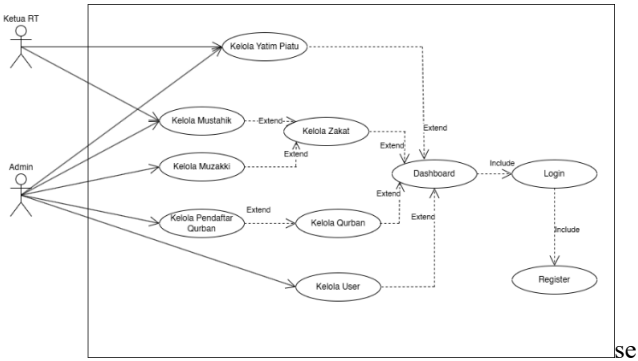 Ketua RT
Kelola Yatim Piatu
Kelola Mustahik
Extend
Kelola Zakat
Extend
Extend
Kelola Muzakki
Extend
Admin
Dashboard
Include
Login
Extend
Kelola Pendaftar
Qurban
Extend
Kelola Qurban
Extend
Include
Kelola User
Register
se